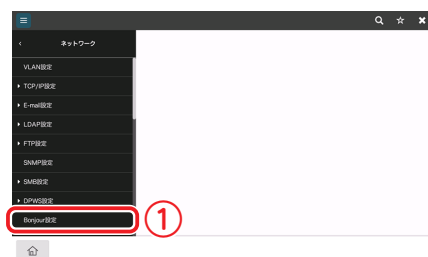 ネットワーク
VLAN設定
TCP/IP設定
E-mail設定
LDAP設定
FTP設定
SNMP設定
SMB設定
DPWS設定
Bonjour設定
①